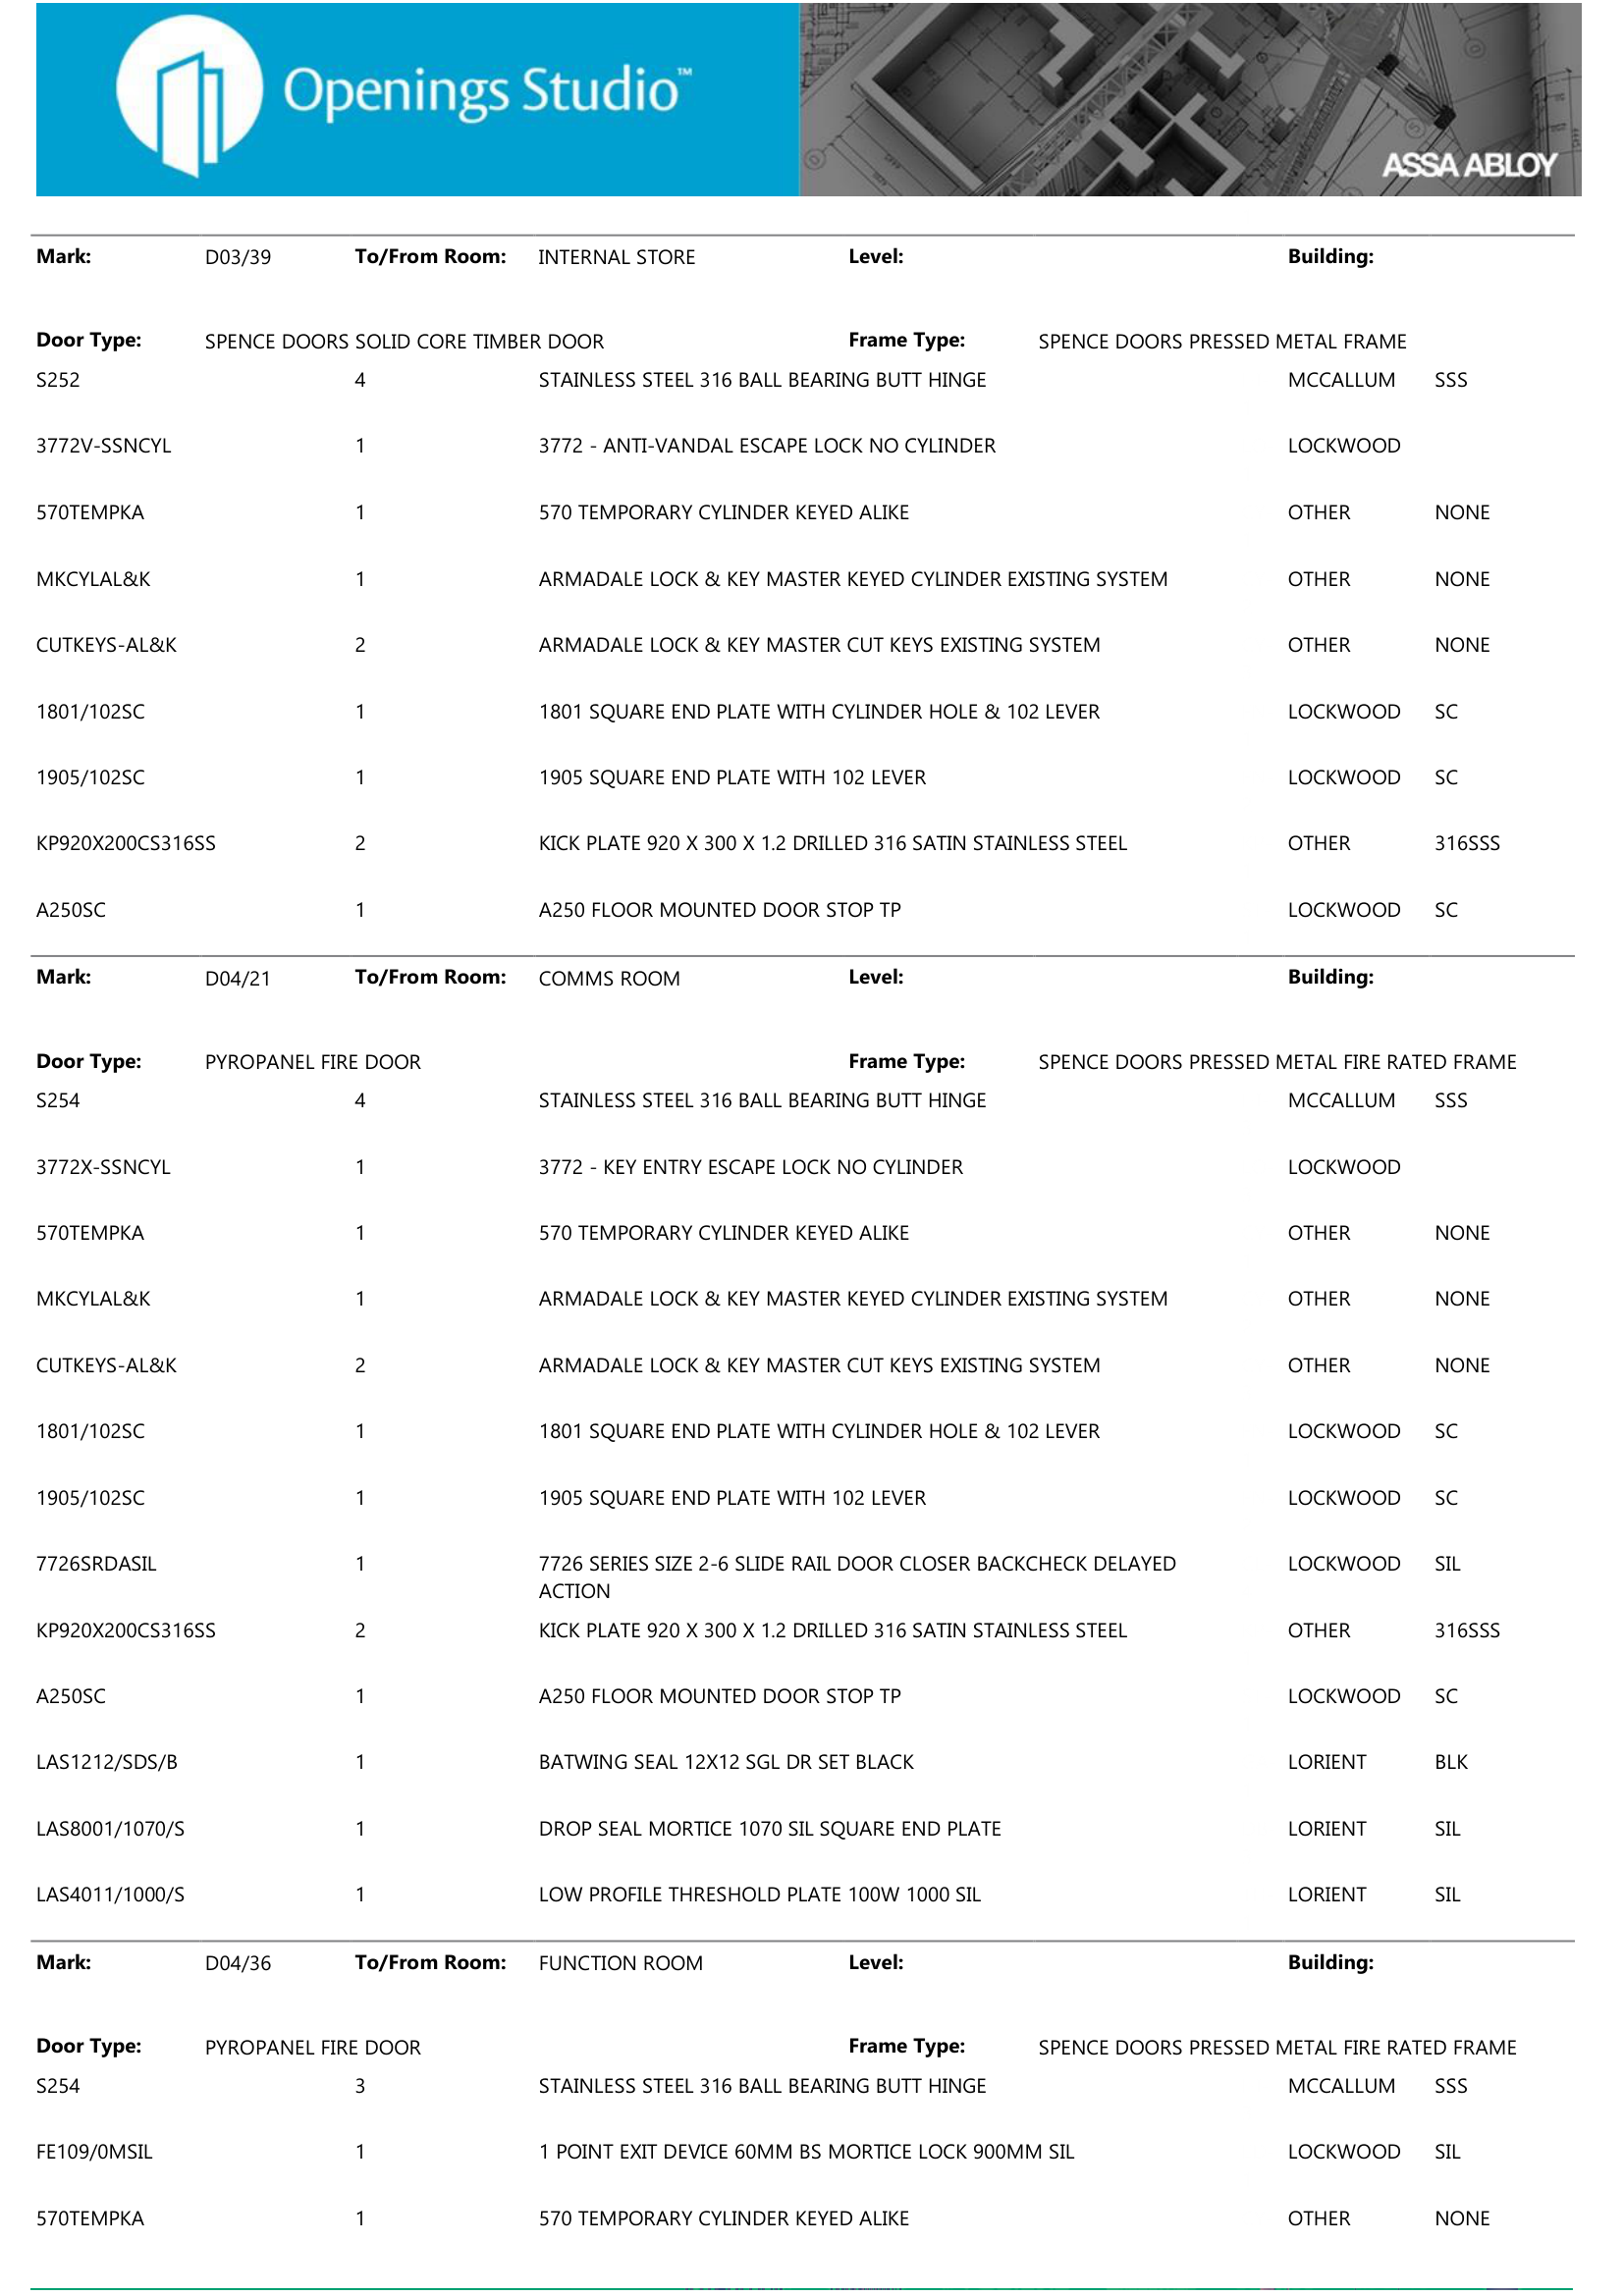 Openings Studio™
ASSA ABLOY
Mark: D03/39 To/From Room: INTERNAL STORE Level: Building:
Door Type: SPENCE DOORS SOLID CORE TIMBER DOOR Frame Type: SPENCE DOORS PRESSED METAL FRAME
S252 4 STAINLESS STEEL 316 BALL BEARING BUTT HINGE MCCALLUM SSS
3772V-SSNCYL 1 3772 - ANTI-VANDAL ESCAPE LOCK NO CYLINDER LOCKWOOD
570TEMPKA 1 570 TEMPORARY CYLINDER KEYED ALIKE OTHER NONE
MKCYLAL&K 1 ARMADALE LOCK & KEY MASTER KEYED CYLINDER EXISTING SYSTEM OTHER NONE
CUTKEYS-AL&K 2 ARMADALE LOCK & KEY MASTER CUT KEYS EXISTING SYSTEM OTHER NONE
1801/102SC 1 1801 SQUARE END PLATE WITH CYLINDER HOLE & 102 LEVER LOCKWOOD SC
1905/102SC 1 1905 SQUARE END PLATE WITH 102 LEVER LOCKWOOD SC
KP920X200CS316SS 2 KICK PLATE 920 X 300 X 1.2 DRILLED 316 SATIN STAINLESS STEEL OTHER 316SSS
A250SC 1 A250 FLOOR MOUNTED DOOR STOP TP LOCKWOOD SC
Mark: D04/21 To/From Room: COMMS ROOM Level: Building:
Door Type: PYROPANEL FIRE DOOR Frame Type: SPENCE DOORS PRESSED METAL FIRE RATED FRAME
S254 4 STAINLESS STEEL 316 BALL BEARING BUTT HINGE MCCALLUM SSS
3772X-SSNCYL 1 3772 - KEY ENTRY ESCAPE LOCK NO CYLINDER LOCKWOOD
570TEMPKA 1 570 TEMPORARY CYLINDER KEYED ALIKE OTHER NONE
MKCYLAL&K 1 ARMADALE LOCK & KEY MASTER KEYED CYLINDER EXISTING SYSTEM OTHER NONE
CUTKEYS-AL&K 2 ARMADALE LOCK & KEY MASTER CUT KEYS EXISTING SYSTEM OTHER NONE
1801/102SC 1 1801 SQUARE END PLATE WITH CYLINDER HOLE & 102 LEVER LOCKWOOD SC
1905/102SC 1 1905 SQUARE END PLATE WITH 102 LEVER LOCKWOOD SC
7726SRDASIL 1 7726 SERIES SIZE 2-6 SLIDE RAIL DOOR CLOSER BACKCHECK DELAYED LOCKWOOD SIL
ACTION
KP920X200CS316SS 2 KICK PLATE 920 X 300 X 1.2 DRILLED 316 SATIN STAINLESS STEEL OTHER 316SSS
A250SC 1 A250 FLOOR MOUNTED DOOR STOP TP LOCKWOOD SC
LAS1212/SDS/B 1 BATWING SEAL 12X12 SGL DR SET BLACK LORIENT BLK
LAS8001/1070/S 1 DROP SEAL MORTICE 1070 SIL SQUARE END PLATE LORIENT SIL
LAS4011/1000/S 1 LOW PROFILE THRESHOLD PLATE 100W 1000 SIL LORIENT SIL
Mark: D04/36 To/From Room: FUNCTION ROOM Level: Building:
Door Type: PYROPANEL FIRE DOOR Frame Type: SPENCE DOORS PRESSED METAL FIRE RATED FRAME
S254 3 STAINLESS STEEL 316 BALL BEARING BUTT HINGE MCCALLUM SSS
FE109/0MSIL 1 1 POINT EXIT DEVICE 60MM BS MORTICE LOCK 900MM SIL LOCKWOOD SIL
570TEMPKA 1 570 TEMPORARY CYLINDER KEYED ALIKE OTHER NONE